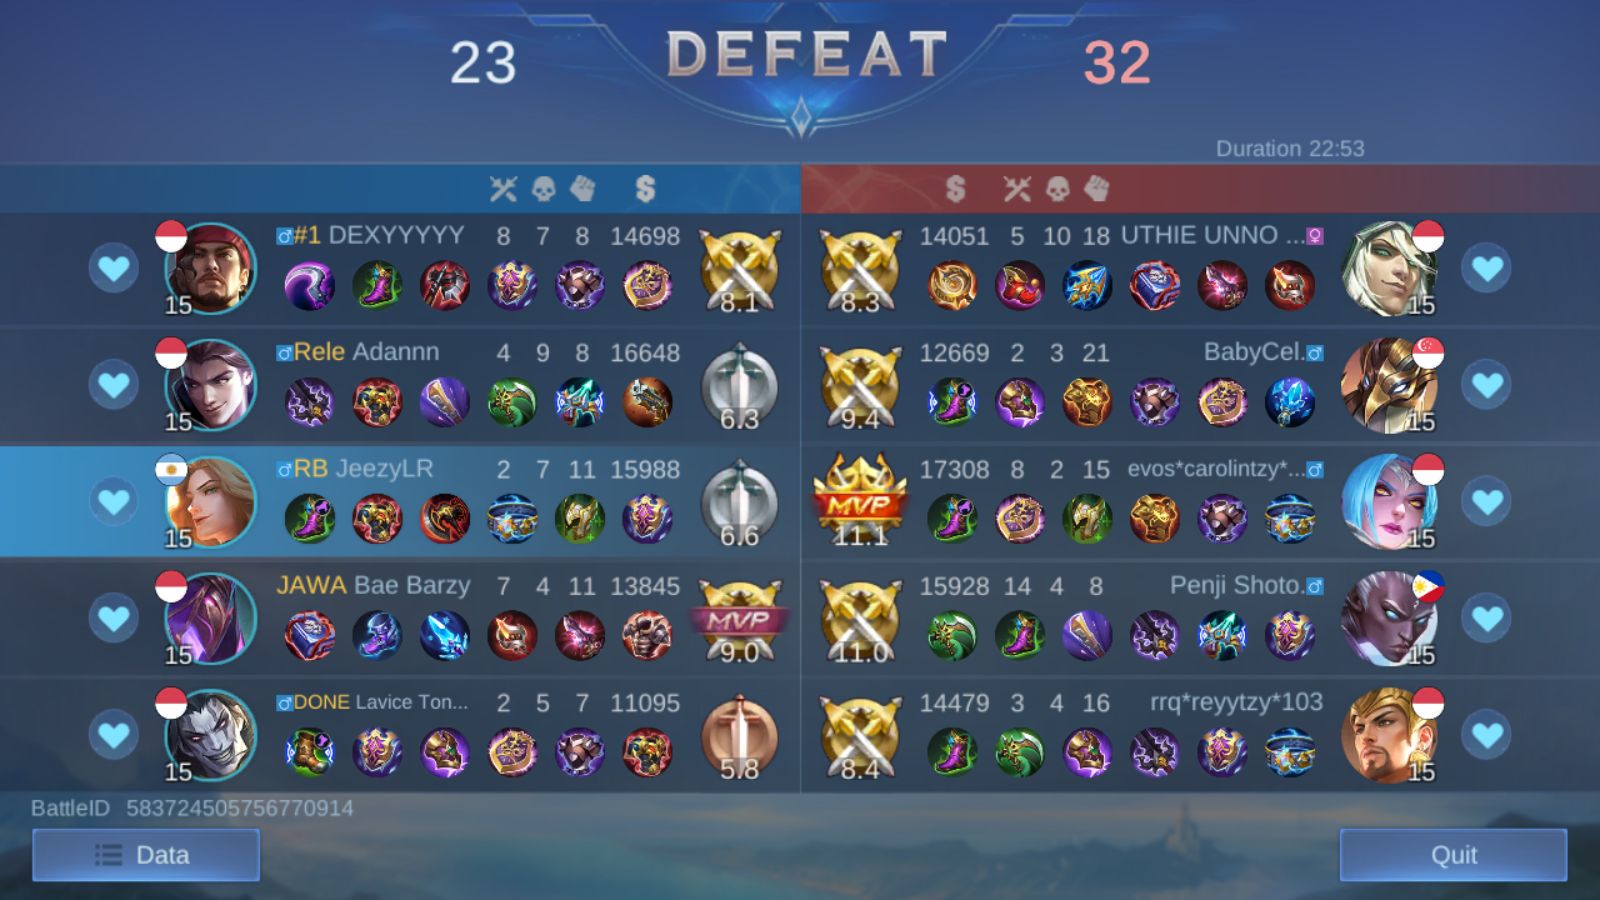 23 DEFEAT 32
Duration 22:53
#1 DEXYYYYY 8 7 8 14698
15 8.1
14051 5 10 18 UTHIE UNNO ...
8.3 15
Rele Adannn 4 9 8 16648
15 6.3
12669 2 3 21 BabyCel.
9.4 15
RB JeezyLR 2 7 11 15988
15 6.6
17308 8 2 15 evos*carolintzy*...
MVP
11.1 15
JAWA Bae Barzy 7 4 11 13845
MVP
15 9.0
15928 14 4 8 Penji Shoto.
11.0 15
DONE Lavice Ton... 2 5 7 11095
15 5.8
14479 3 4 16 rrq*reyytzy*103
8.4 15
BattleID 583724505756770914
Data
Quit